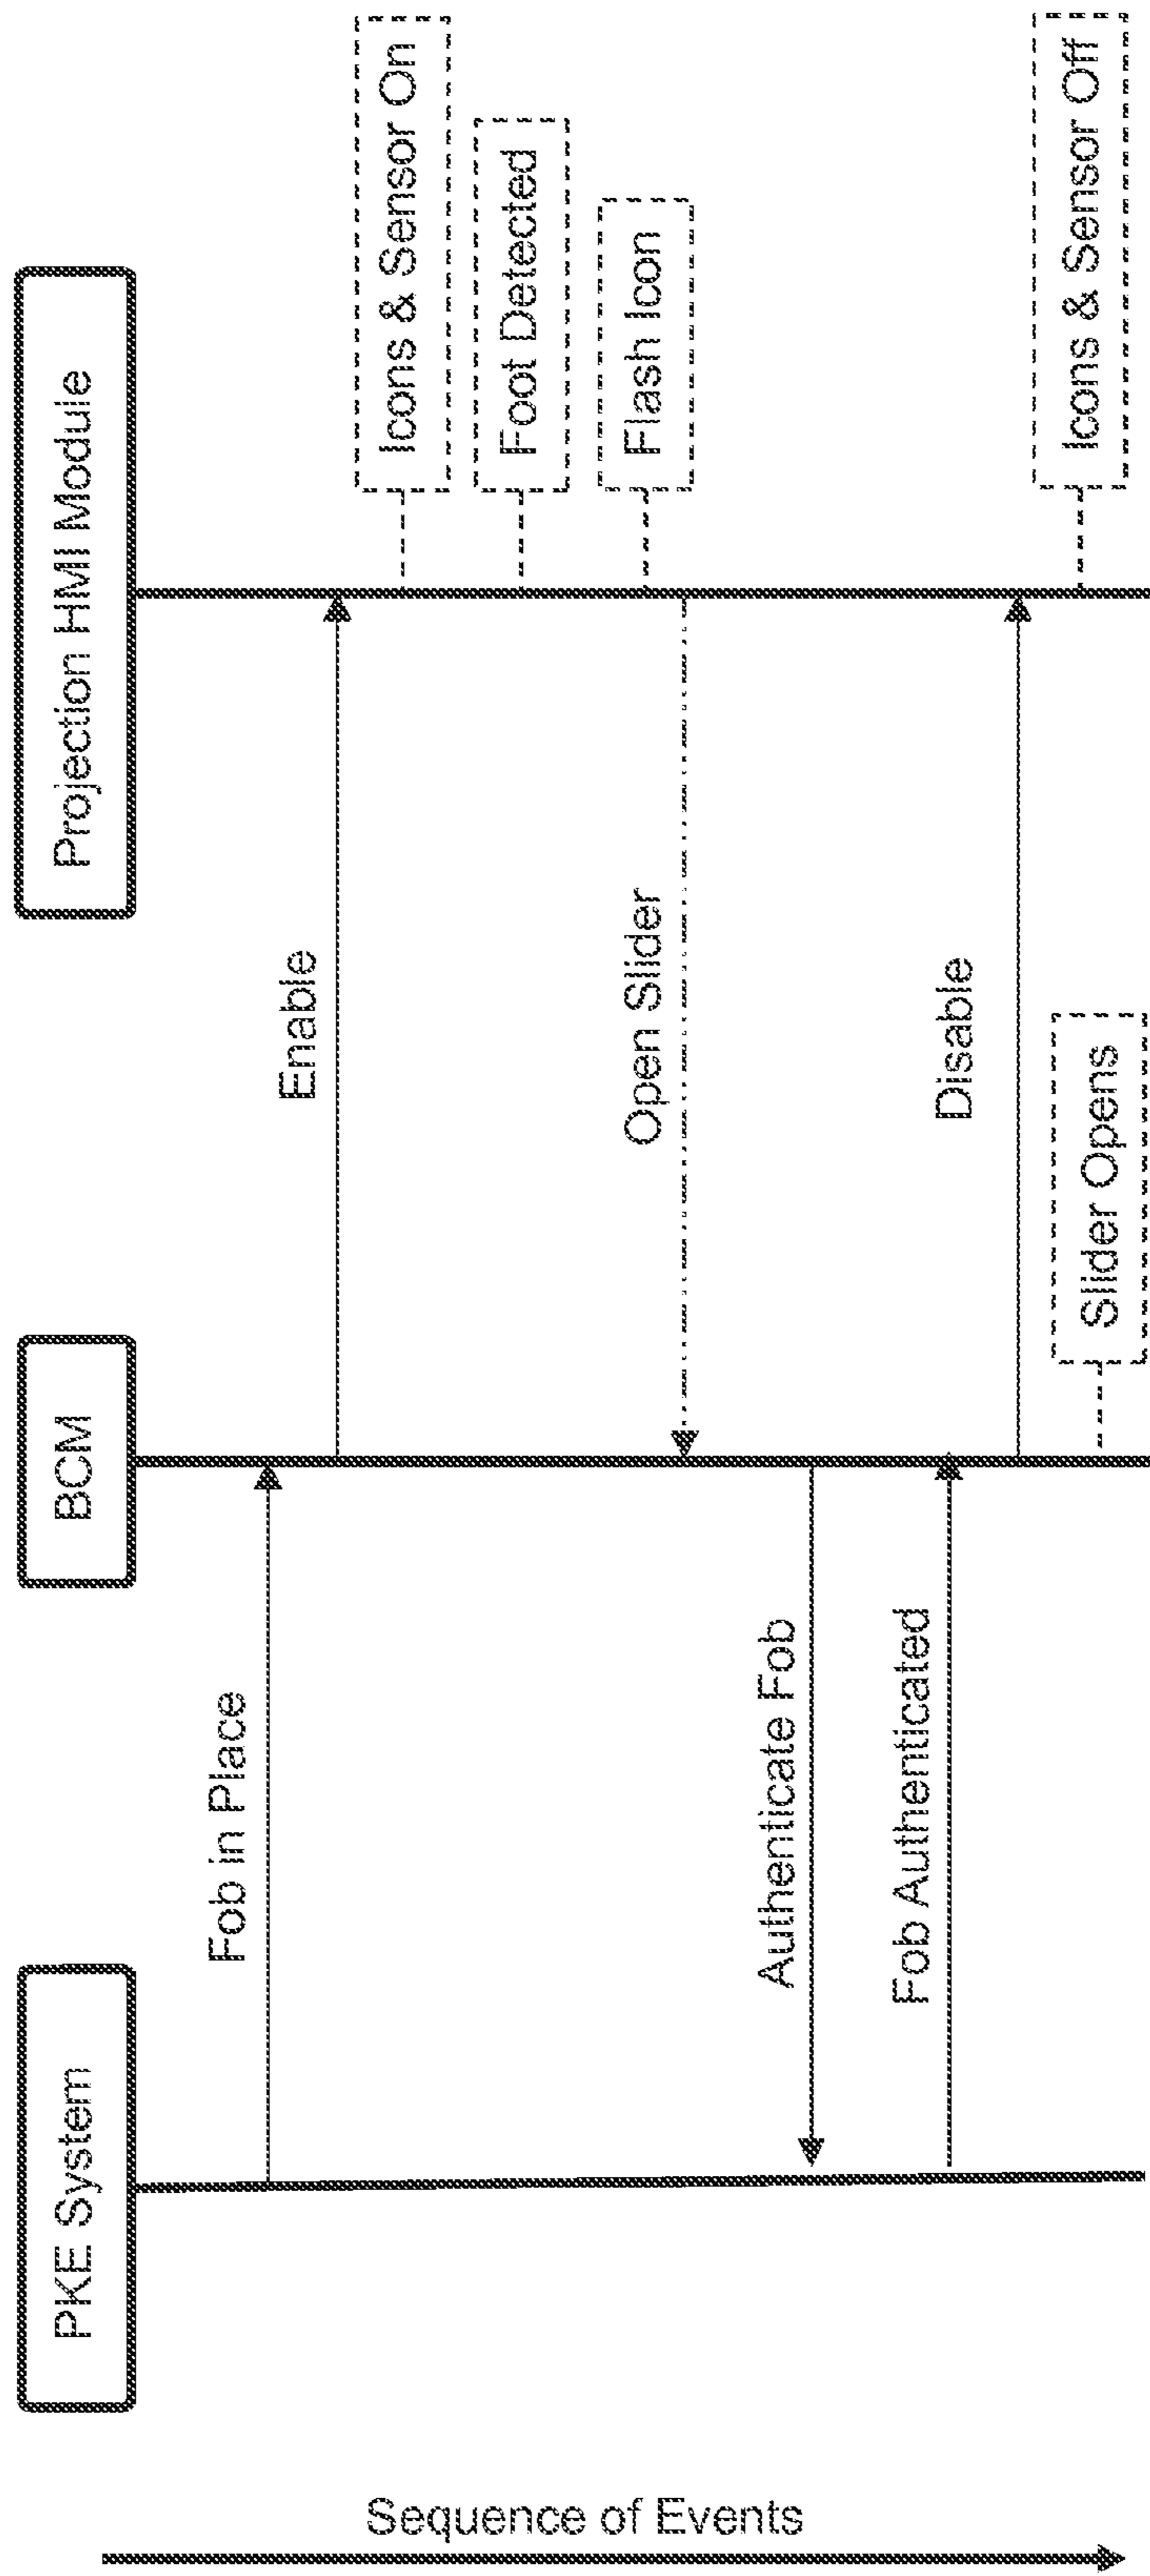 PKE System
BCM
Projection HMI Module
Fob in Place
Enable
Icons & Sensor On
Foot Detected
Flash Icon
Open Slider
Authenticate Fob
Fob Authenticated
Disable
Icons & Sensor Off
Slider Opens
Sequence of Events